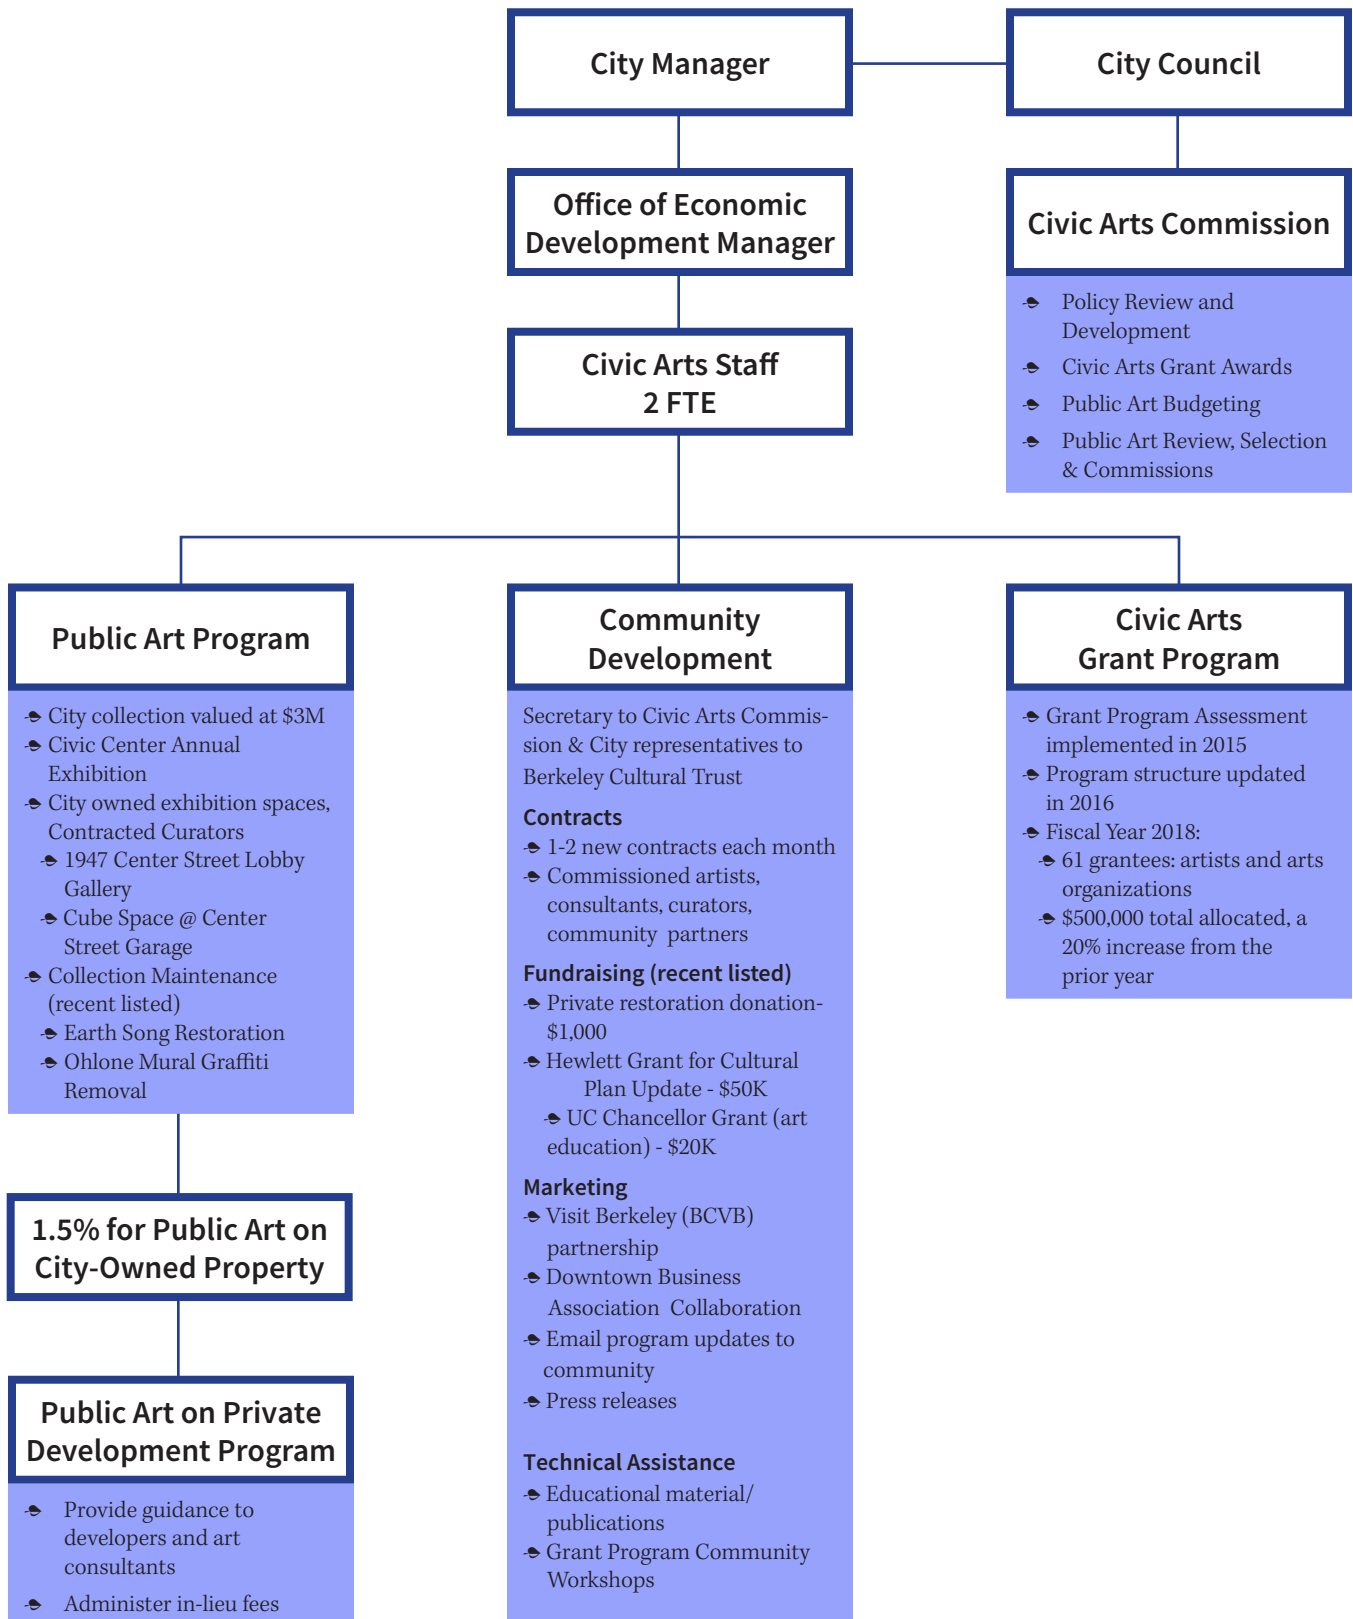 City Manager
City Council
Office of Economic
Development Manager
Civic Arts Commission
Policy Review and
Development
Civic Arts Grant Awards
Public Art Budgeting
Public Art Review, Selection
& Commissions
Civic Arts Staff
2 FTE
Public Art Program
City collection valued at $3M
Civic Center Annual
Exhibition
City owned exhibition spaces,
Contracted Curators
1947 Center Street Lobby
Gallery
Cube Space @ Center
Street Garage
Collection Maintenance
(recent listed)
Earth Song Restoration
Ohlone Mural Graffiti
Removal
1.5% for Public Art on
City-Owned Property
Public Art on Private
Development Program
Provide guidance to
developers and art
consultants
Administer in-lieu fees
Community
Development
Secretary to Civic Arts Commis-
sion & City representatives to
Berkeley Cultural Trust
Contracts
1-2 new contracts each month
Commissioned artists,
consultants, curators,
community partners
Fundraising (recent listed)
Private restoration donation-
$1,000
Hewlett Grant for Cultural
Plan Update - $50K
UC Chancellor Grant (art
education) - $20K
Marketing
Visit Berkeley (BCVB)
partnership
Downtown Business
Association Collaboration
Email program updates to
community
Press releases
Technical Assistance
Educational material/
publications
Grant Program Community
Workshops
Civic Arts
Grant Program
Grant Program Assessment
implemented in 2015
Program structure updated
in 2016
Fiscal Year 2018:
61 grantees: artists and arts
organizations
$500,000 total allocated, a
20% increase from the
prior year